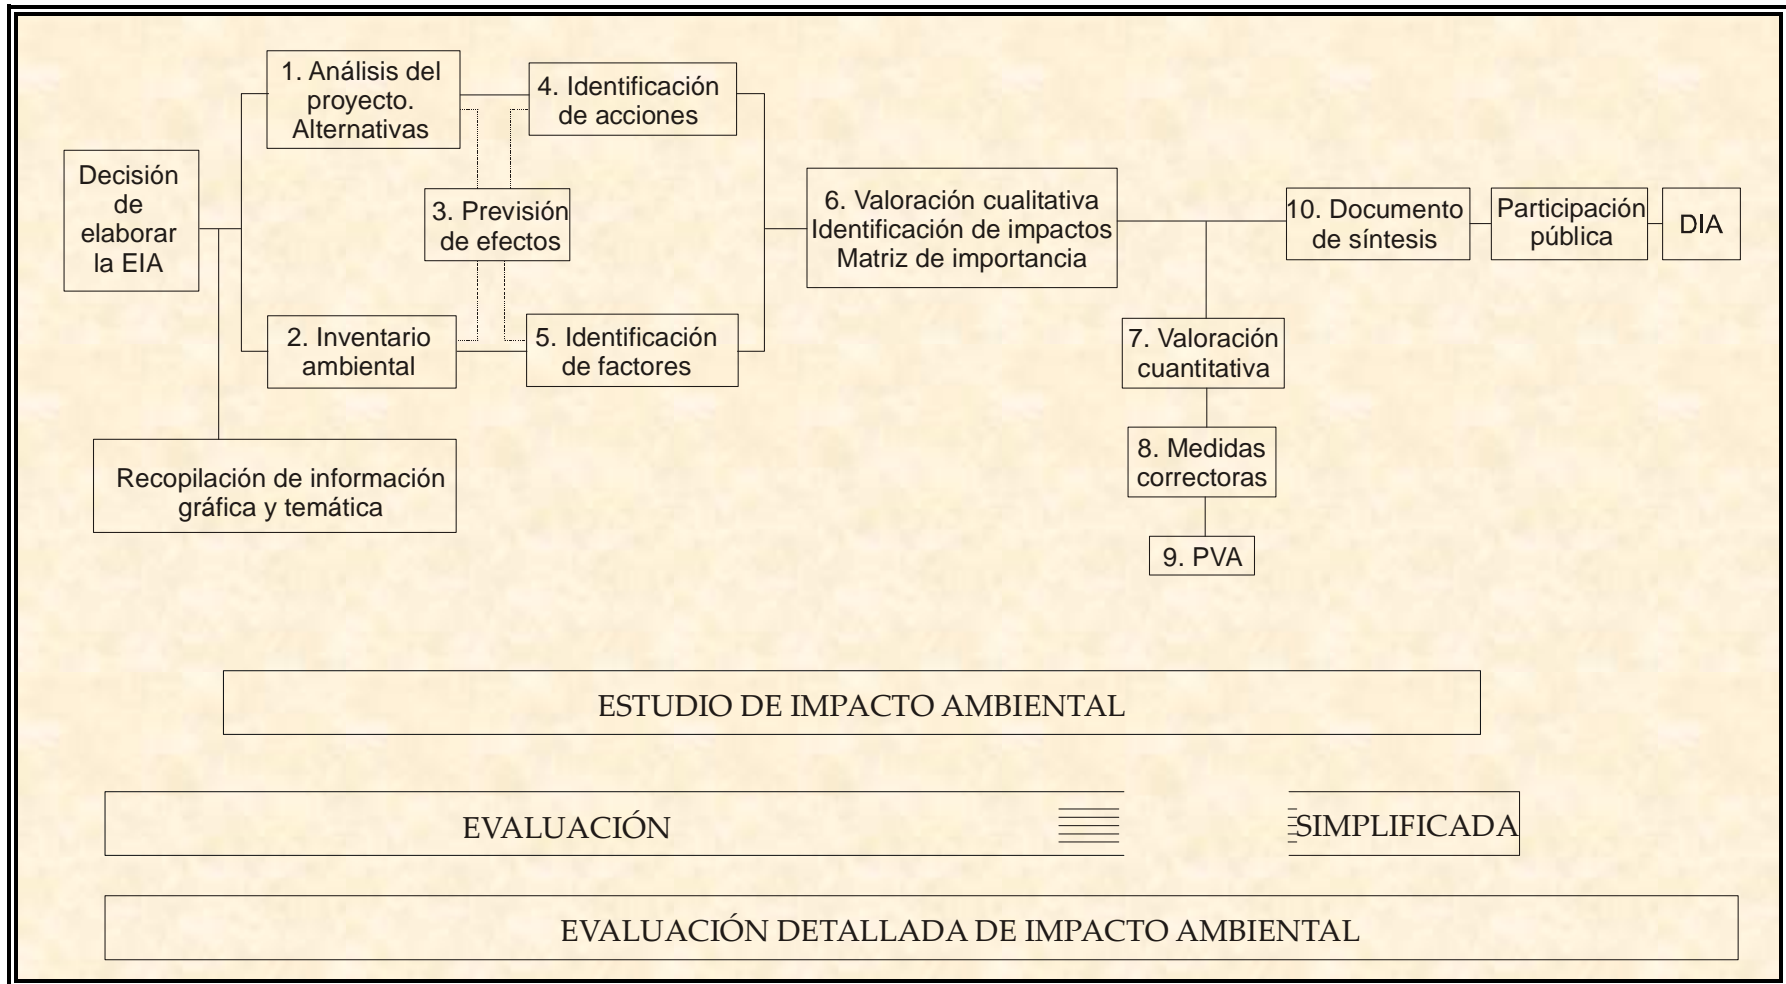 1. Análisis del
proyecto.
Alternativas
4. Identificación
de acciones
Decisión
de
elaborar
la EIA
3. Previsión
de efectos
6. Valoración cualitativa
Identificación de impactos
Matriz de importancia
10. Documento
de síntesis
Participación
pública
DIA
2. Inventario
ambiental
5. Identificación
de factores
7. Valoración
cuantitativa
Recopilación de información
gráfica y temática
8. Medidas
correctoras
9. PVA
ESTUDIO DE IMPACTO AMBIENTAL
EVALUACIÓN SIMPLIFICADA
EVALUACIÓN DETALLADA DE IMPACTO AMBIENTAL